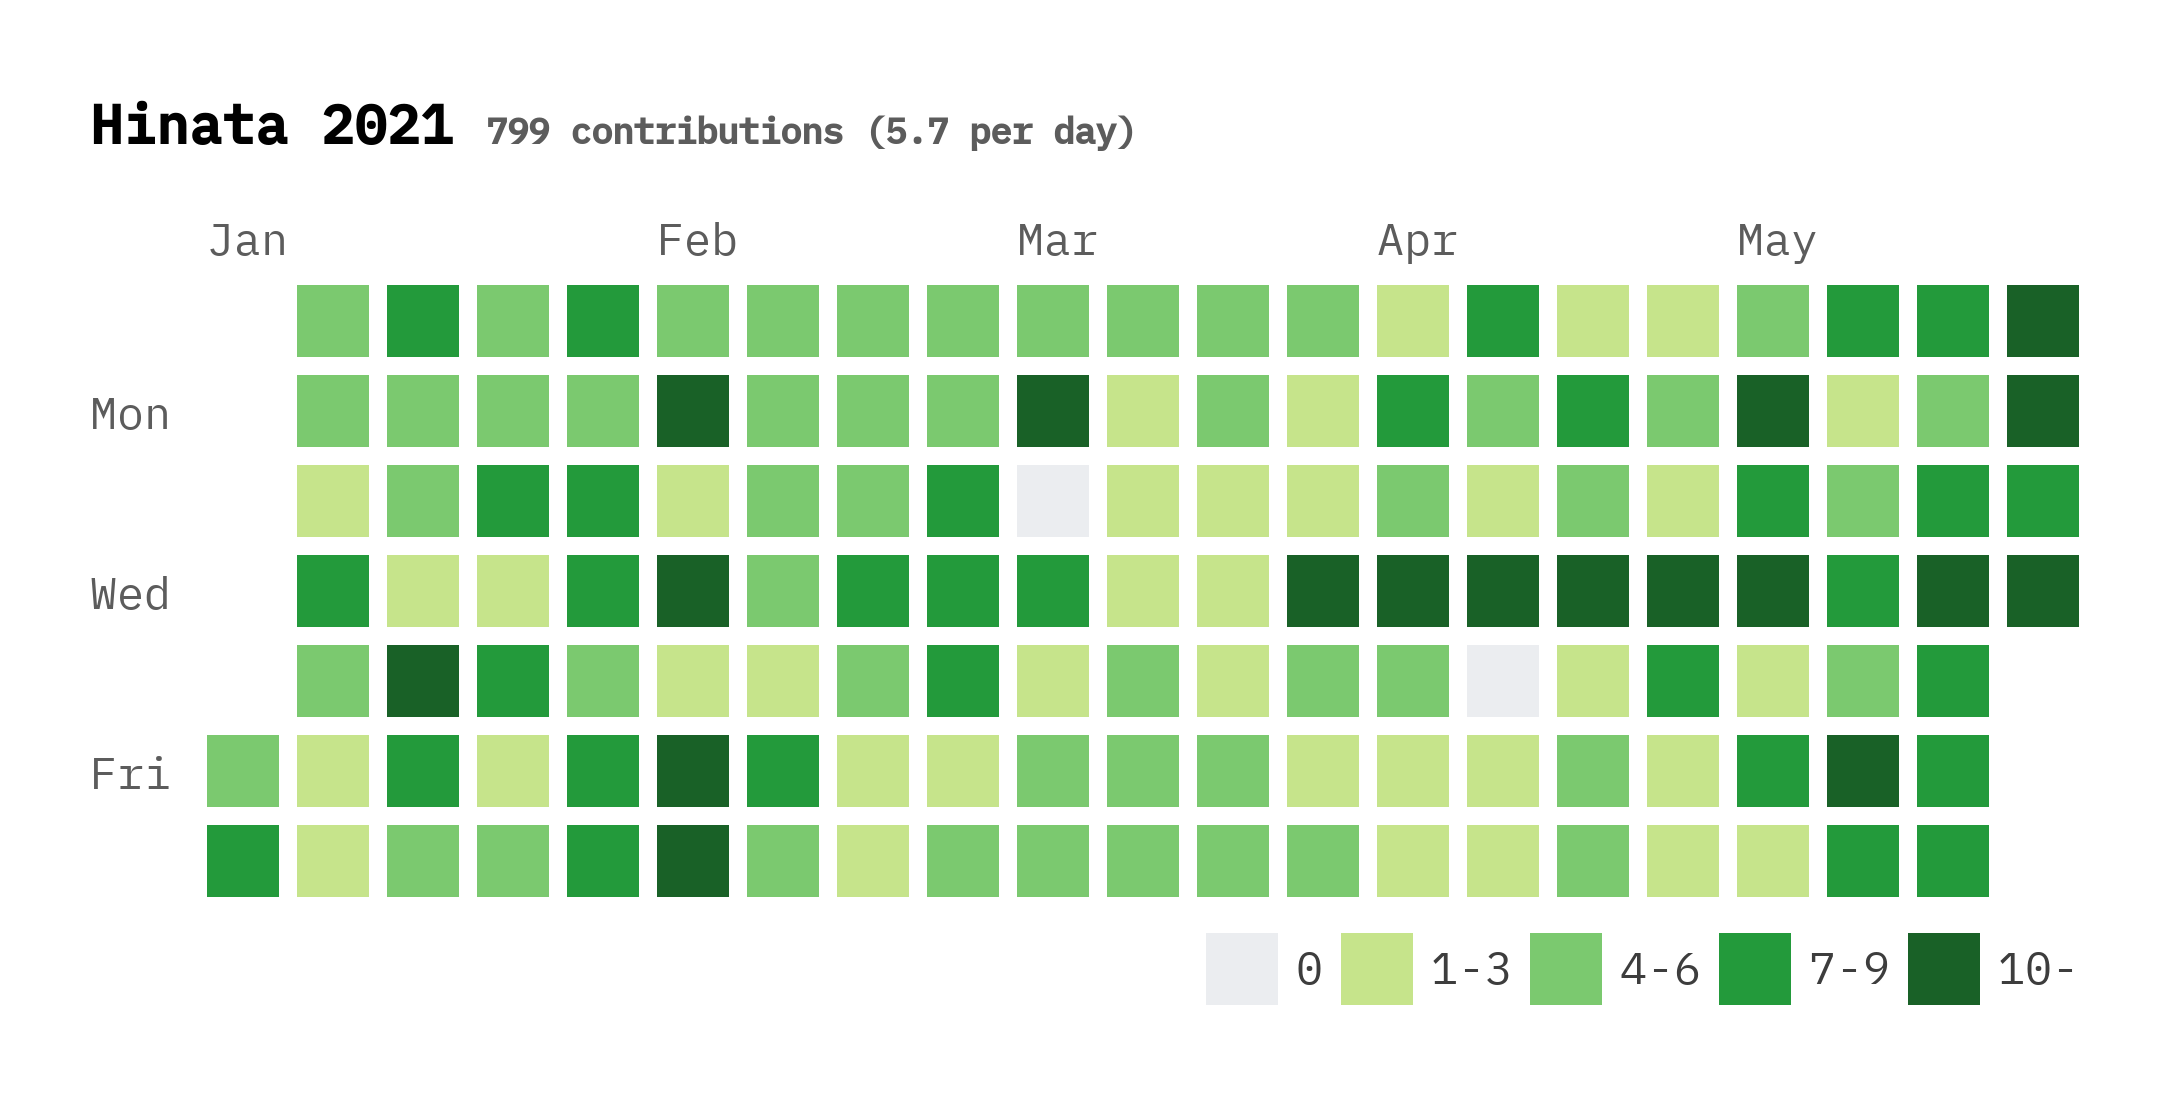 Hinata 2021 799 contributions (5.7 per day)
Jan Feb Mar Apr May
Mon
Wed
Fri
0 1-3 4-6 7-9 10-